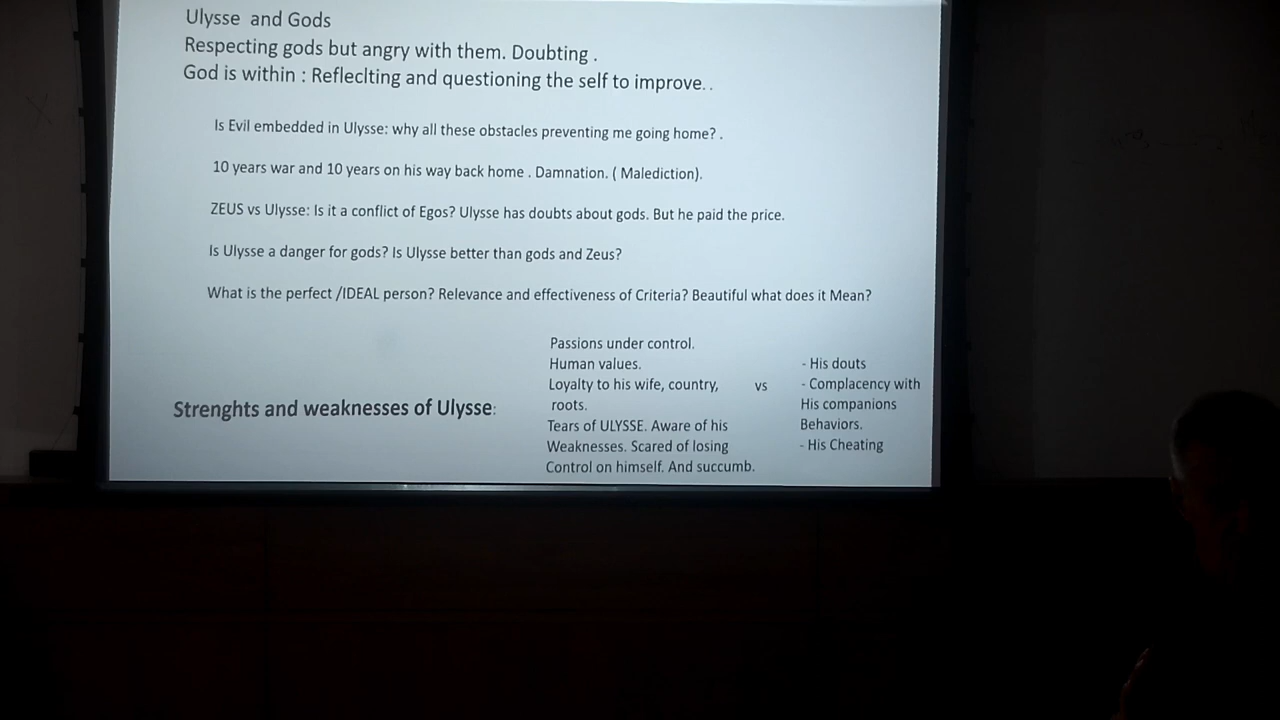 Ulysse and Gods
Respecting gods but angry with them. Doubting .
God is within : Refleclting and questioning the self to improve. .
Is Evil embedded in Ulysse: why all these obstacles preventing me going home? .
10 years war and 10 years on his way back home . Damnation. ( Malediction).
ZEUS vs Ulysse: Is it a conflict of Egos? Ulysse has doubts about gods. But he paid the price.
Is Ulysse a danger for gods? Is Ulysse better than gods and Zeus?
What is the perfect /IDEAL person? Relevance and effectiveness of Criteria? Beautiful what does it Mean?
Strenghts and weaknesses of Ulysse:
Passions under control.
Human values.
Loyalty to his wife, country,
roots.
Tears of ULYSSE. Aware of his
Weaknesses. Scared of losing
Control on himself. And succumb.
vs
- His douts
- Complacency with
His companions
Behaviors.
- His Cheating